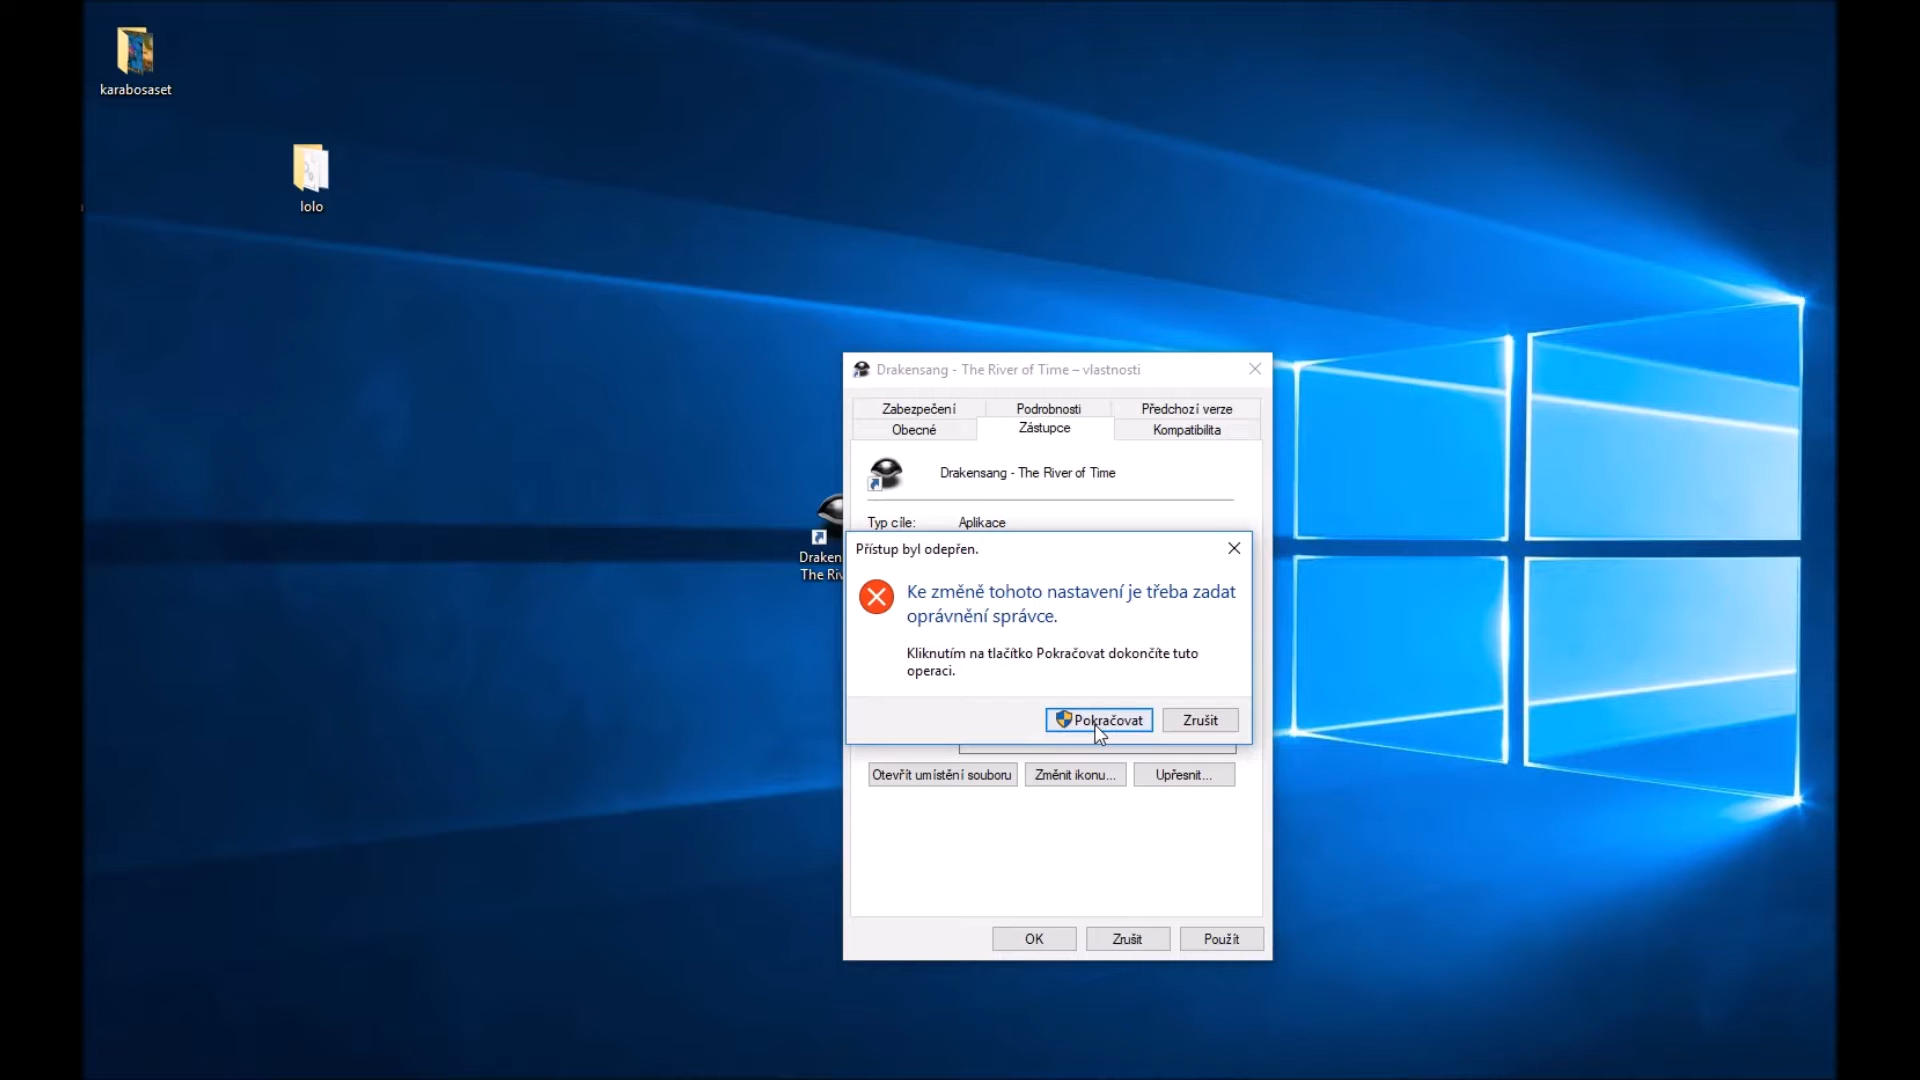 karabosaset
lolo
Draken
The Riv
Drakensang - The River of Time – vlastnosti
Zabezpečení Podrobnosti Předchozí verze
Obecné Zástupce Kompatibilita
Drakensang - The River of Time
Typ cíle: Aplikace
Přístup byl odepřen.
Ke změně tohoto nastavení je třeba zadat
oprávnění správce.
Kliknutím na tlačítko Pokračovat dokončíte tuto
operaci.
Pokračovat Zrušit
Otevřít umístění souboru Změnit ikonu... Upřesnit...
OK Zrušit Použít